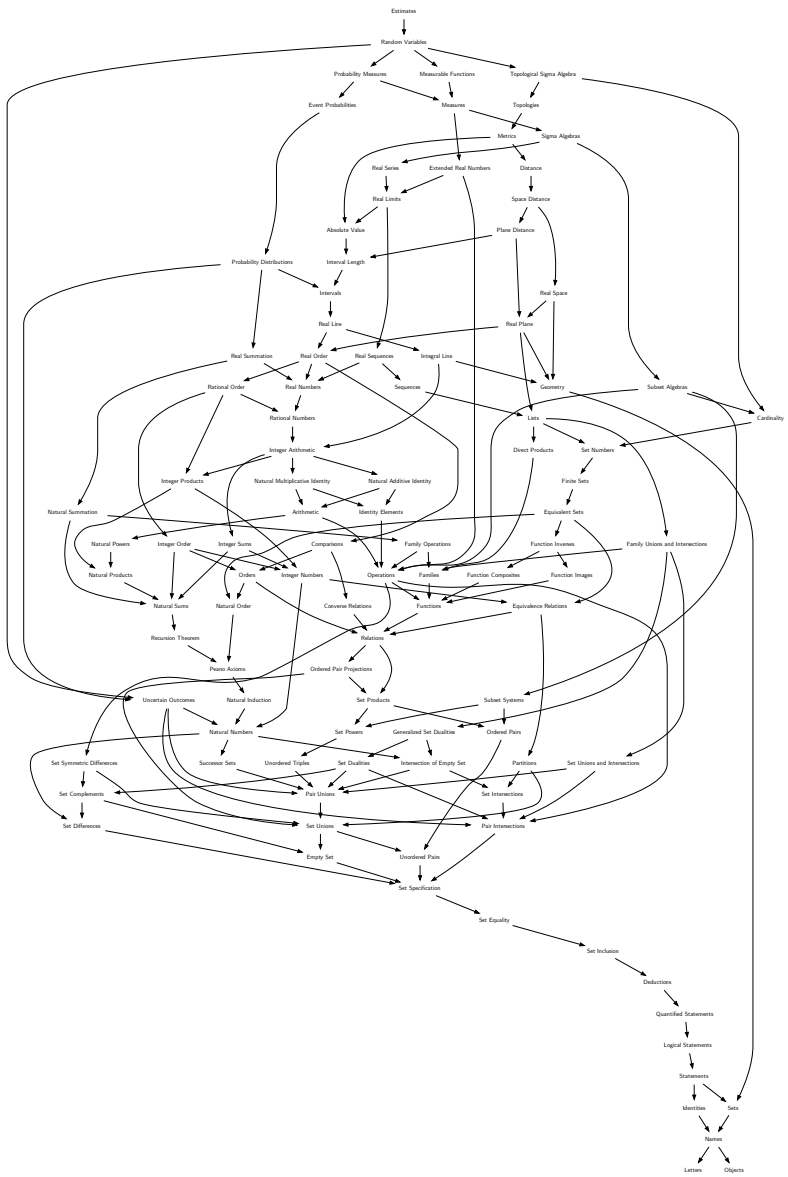 Estimates
Random Variables
Probability Measures
Measurable Functions
Topological Sigma Algebra
Event Probabilities
Measures
Topologies
Metrics
Sigma Algebras
Real Series
Extended Real Numbers
Distance
Real Limits
Space Distance
Absolute Value
Plane Distance
Probability Distributions
Interval Length
Intervals
Real Space
Real Line
Real Plane
Real Summation
Real Order
Real Sequences
Integral Line
Rational Order
Real Numbers
Sequences
Geometry
Subset Algebras
Rational Numbers
Lists
Cardinality
Integer Arithmetic
Direct Products
Set Numbers
Integer Products
Natural Multiplicative Identity
Natural Additive Identity
Finite Sets
Natural Summation
Arithmetic
Identity Elements
Equivalent Sets
Natural Powers
Integer Order
Integer Sums
Comparisons
Family Operations
Function Inverses
Family Unions and Intersections
Natural Products
Orders
Integer Numbers
Operations
Families
Function Composites
Function Images
Natural Sums
Natural Order
Converse Relations
Functions
Equivalence Relations
Recursion Theorem
Relations
Peano Axioms
Ordered Pair Projections
Uncertain Outcomes
Natural Induction
Set Products
Subset Systems
Natural Numbers
Set Powers
Generalized Set Dualities
Ordered Pairs
Set Symmetric Differences
Successor Sets
Unordered Triples
Set Dualities
Intersection of Empty Set
Partitions
Set Unions and Intersections
Set Complements
Pair Unions
Set Intersections
Set Differences
Set Unions
Pair Intersections
Empty Set
Unordered Pairs
Set Specification
Set Equality
Set Inclusion
Deductions
Quantified Statements
Logical Statements
Statements
Identities
Sets
Names
Letters
Objects